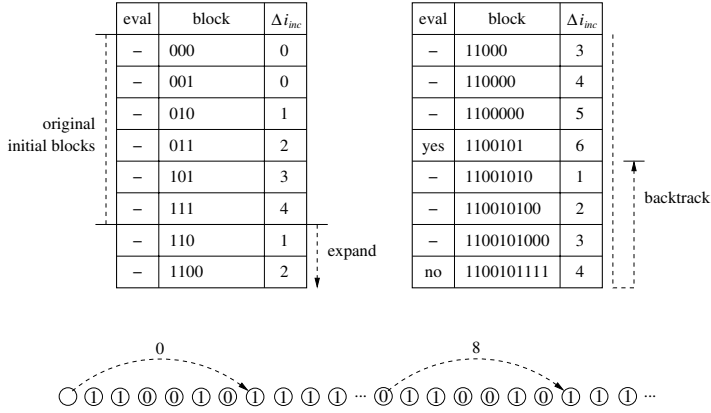 eval block Δ i_inc
– 000 0
– 001 0
– 010 1
– 011 2
– 101 3
– 111 4
– 110 1
– 1100 2
original
initial blocks
expand
eval block Δ i_inc
– 11000 3
– 110000 4
– 1100000 5
yes 1100101 6
– 11001010 1
– 110010100 2
– 1100101000 3
no 1100101111 4
backtrack
0 8
1 1 0 0 1 0 1 1 1 1 ... 0 1 1 0 0 1 0 1 1 1 ...